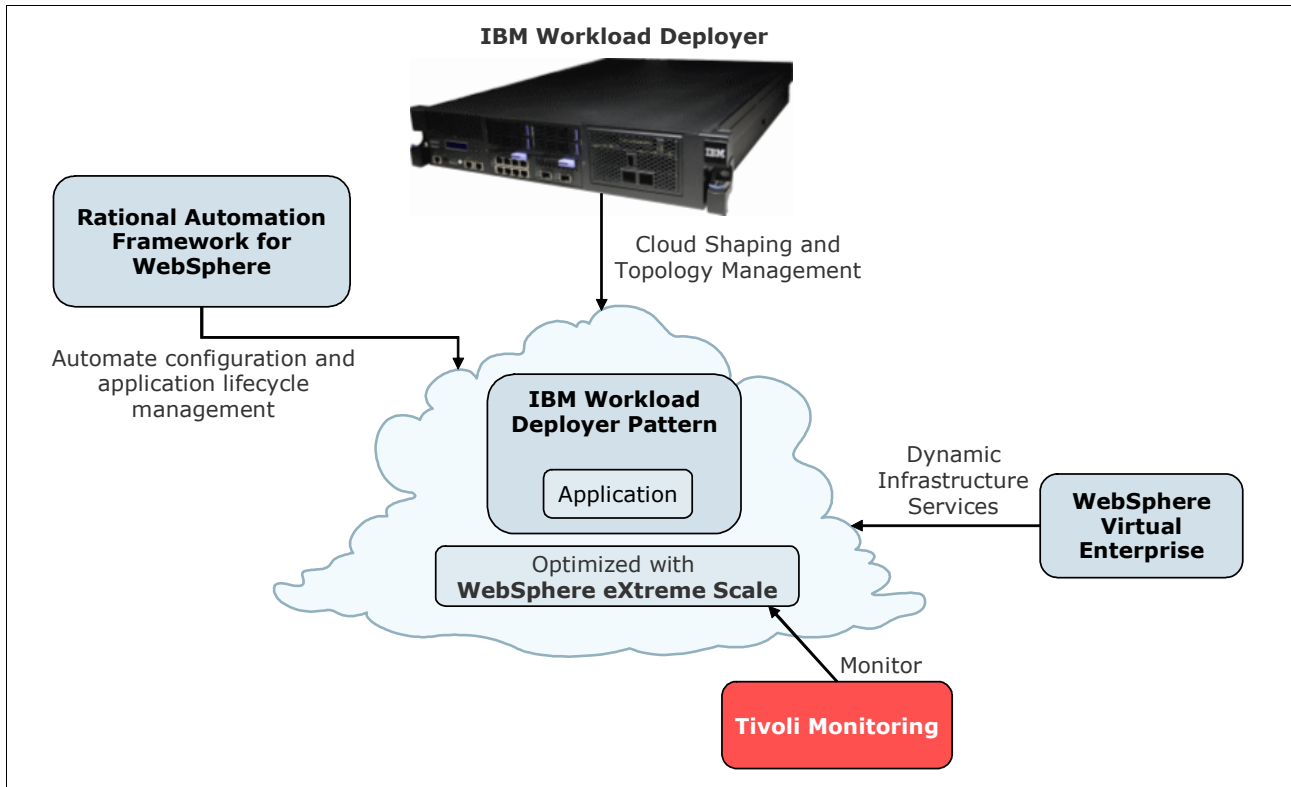 IBM Workload Deployer
IBM
Rational Automation
Framework for
WebSphere
Cloud Shaping and
Topology Management
Automate configuration and
application lifecycle
management
IBM Workload
Deployer Pattern
Application
Dynamic
Infrastructure
Services
WebSphere
Virtual
Enterprise
Optimized with
WebSphere eXtreme Scale
Monitor
Tivoli Monitoring